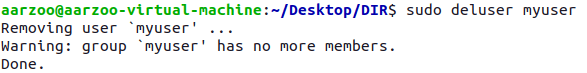 aarzoo@aarzoo-virtual-machine:~/Desktop/DIR$ sudo deluser myuser
Removing user `myuser' ...
Warning: group `myuser' has no more members.
Done.